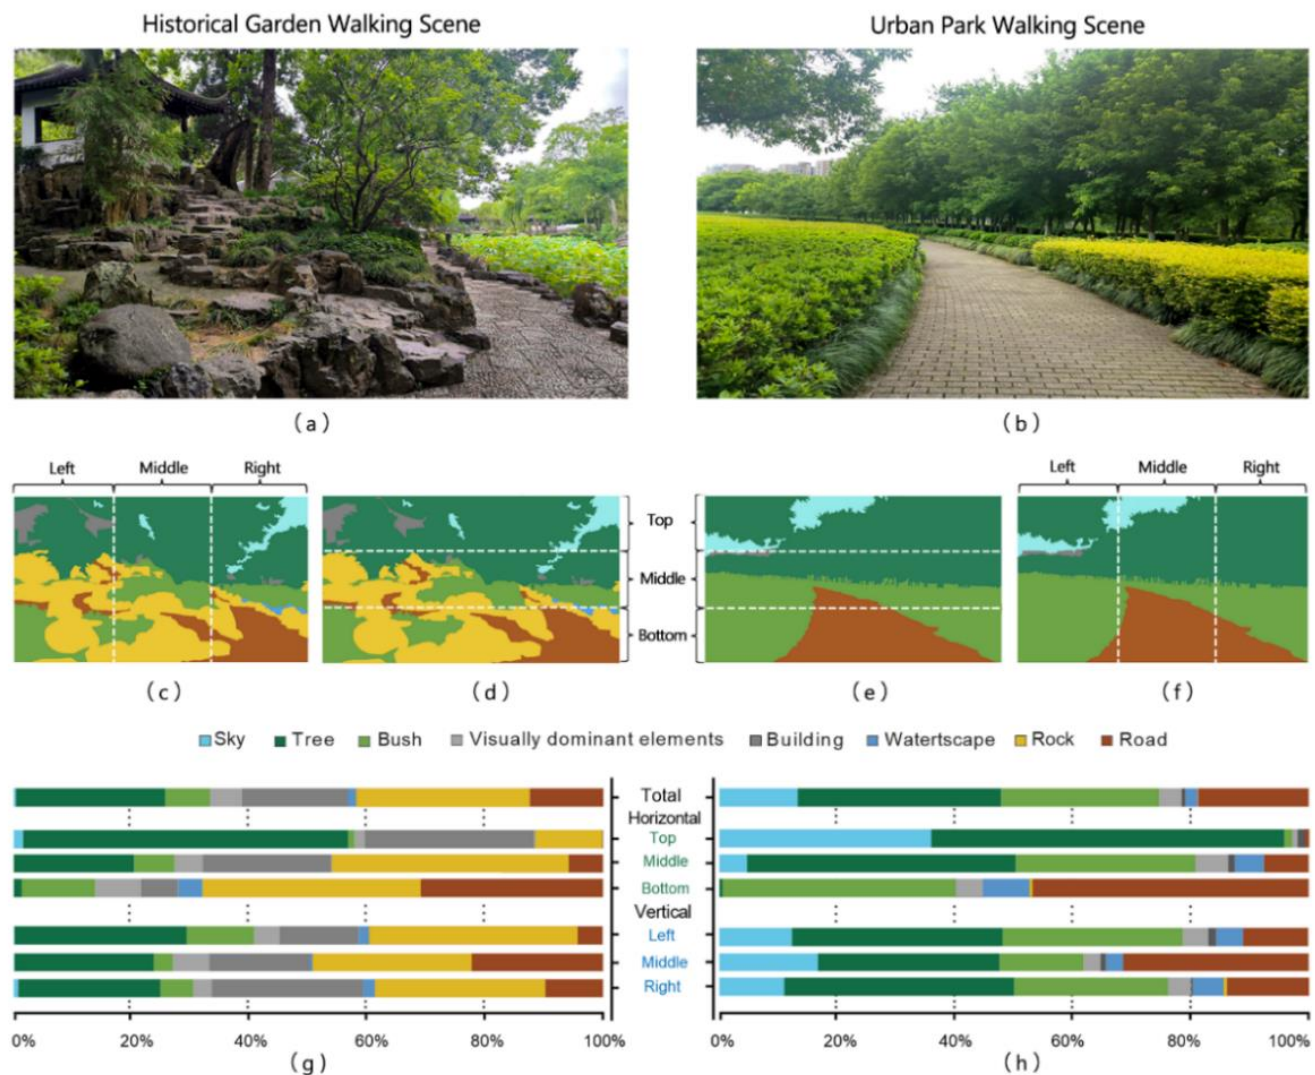 Historical Garden Walking Scene
Urban Park Walking Scene
(a)
(b)
Left Middle Right
Top
Middle
Bottom
Left Middle Right
(c)
(d)
(e)
(f)
Sky Tree Bush Visually dominant elements Building Watertscape Rock Road
Total
Horizontal
Top
Middle
Bottom
Vertical
Left
Middle
Right
0% 20% 40% 60% 80% 100%
0% 20% 40% 60% 80% 100%
(g)
(h)